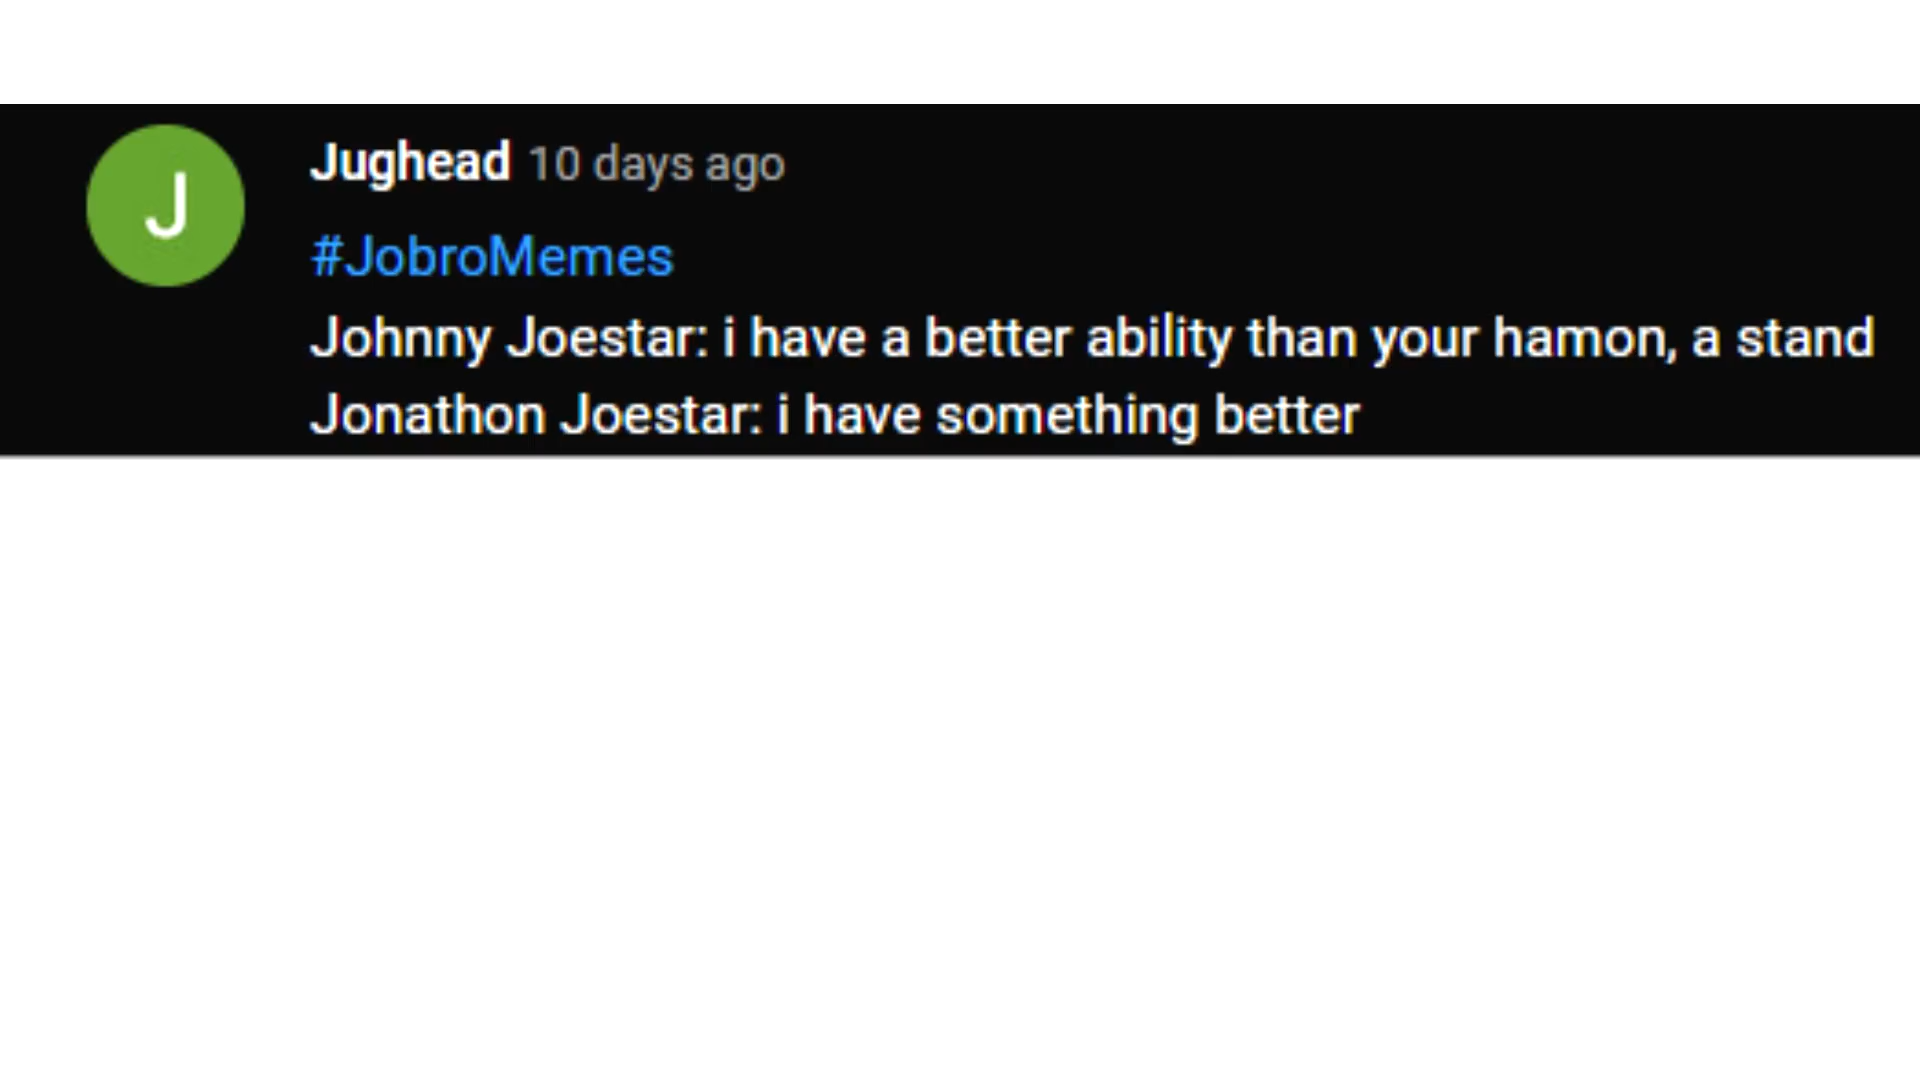 J
Jughead 10 days ago
#JobroMemes
Johnny Joestar: i have a better ability than your hamon, a stand
Jonathon Joestar: i have something better